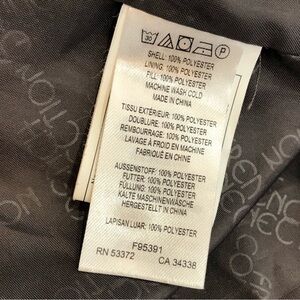 30
P
SHELL: 100% POLYESTER
LINING: 100% POLYESTER
FILL: 100% POLYESTER
MACHINE WASH COLD
MADE IN CHINA
TISSU EXTÉRIEUR: 100% POLYESTER
DOUBLURE: 100% POLYESTER
REMBOURRAGE: 100% POLYESTER
LAVAGE À FROID EN MACHINE
FABRIQUÉ EN CHINE
AUSSENSTOFF: 100% POLYESTER
FUTTER: 100% POLYESTER
FÜLLUNG: 100% POLYESTER
KALTE MASCHINENWÄSCHE
HERGESTELLT IN CHINA
LAPISAN LUAR: 100% POLYESTER
F95391
RN 53372 CA 34338